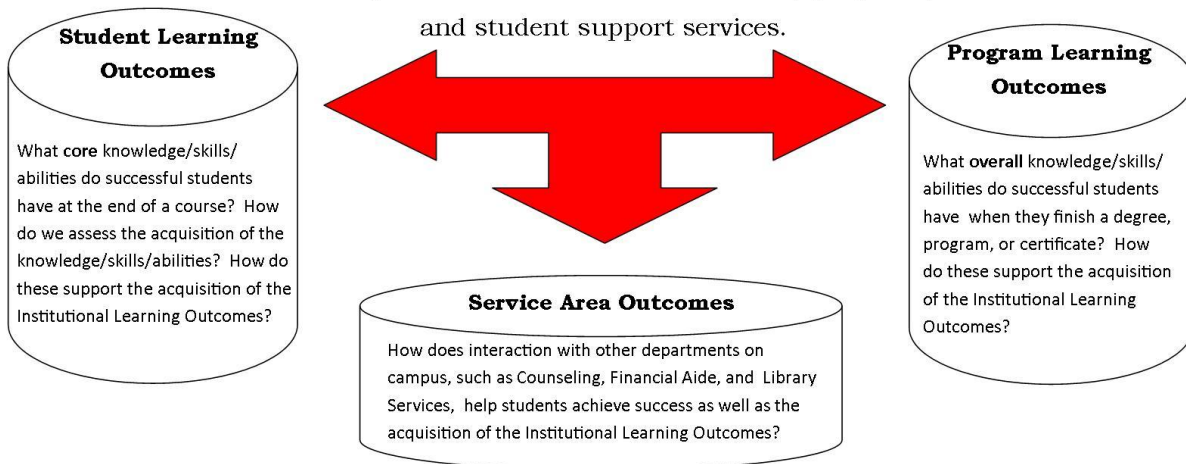 and student support services.
Student Learning
Outcomes
What core knowledge/skills/
abilities do successful students
have at the end of a course? How
do we assess the acquisition of the
knowledge/skills/abilities? How do
these support the acquisition of the
Institutional Learning Outcomes?
Program Learning
Outcomes
What overall knowledge/skills/
abilities do successful students
have when they finish a degree,
program, or certificate? How
do these support the acquisition
of the Institutional Learning
Outcomes?
Service Area Outcomes
How does interaction with other departments on
campus, such as Counseling, Financial Aide, and Library
Services, help students achieve success as well as the
acquisition of the Institutional Learning Outcomes?